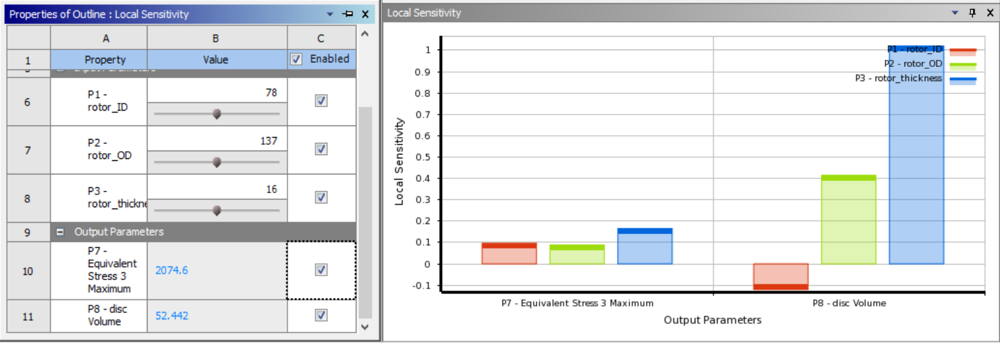 Properties of Outline : Local Sensitivity
A B C
1 Property Value Enabled
6 P1 - rotor_ID 78
7 P2 - rotor_OD 137
8 P3 - rotor_thickne 16
9 Output Parameters
10 P7 - Equivalent Stress 3 Maximum 2074.6
11 P8 - disc Volume 52.442
Local Sensitivity
P1 - rotor_ID
P2 - rotor_OD
P3 - rotor_thickness
Local Sensitivity
1
0.9
0.8
0.7
0.6
0.5
0.4
0.3
0.2
0.1
0
-0.1
P7 - Equivalent Stress 3 Maximum P8 - disc Volume
Output Parameters